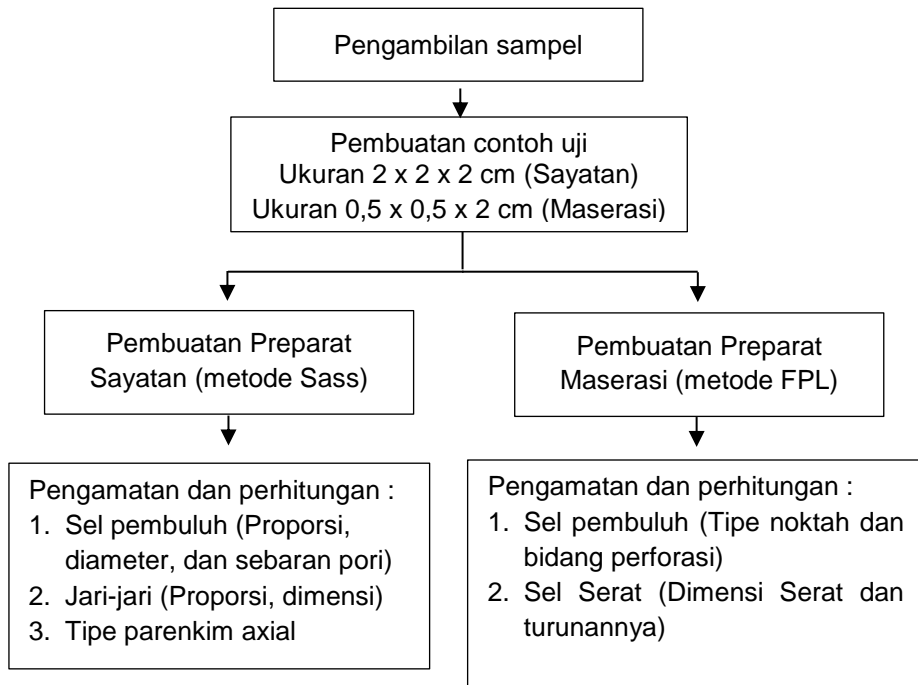 Pengambilan sampel
Pembuatan contoh uji
Ukuran 2 x 2 x 2 cm (Sayatan)
Ukuran 0,5 x 0,5 x 2 cm (Maserasi)
Pembuatan Preparat
Sayatan (metode Sass)
Pembuatan Preparat
Maserasi (metode FPL)
Pengamatan dan perhitungan :
1. Sel pembuluh (Proporsi,
diameter, dan sebaran pori)
2. Jari-jari (Proporsi, dimensi)
3. Tipe parenkim axial
Pengamatan dan perhitungan :
1. Sel pembuluh (Tipe noktah dan
bidang perforasi)
2. Sel Serat (Dimensi Serat dan
turunannya)